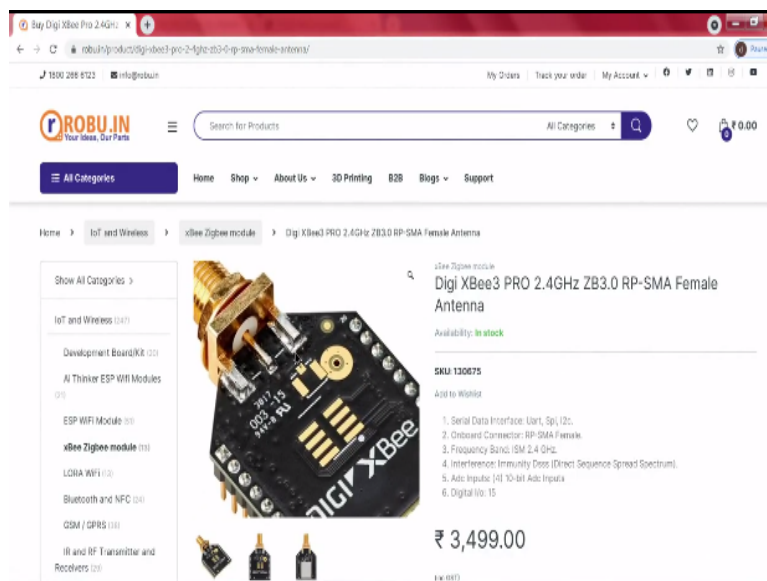 Buy Digi XBee Pro 2.4GHz
robu.in/product/digi-xbee3-pro-2-4ghz-zb3-0-rp-sma-female-antenna/
1800 266 6123 info@robu.in
My Orders Track your order My Account
ROBU.IN
Your Ideas, Our Parts
Search for Products All Categories
0
₹ 0.00
All Categories Home Shop About Us 3D Printing B2B Blogs Support
Home > IoT and Wireless > xBee Zigbee module > Digi XBee3 PRO 2.4GHz ZB3.0 RP-SMA Female Antenna
Show All Categories
IoT and Wireless (247)
Development Board/Kit (20)
Ai Thinker ESP Wifi Modules
ESP WiFi Module
xBee Zigbee module
LORA WiFi
Bluetooth and NFC (24)
GSM / GPRS
IR and RF Transmitter and
Receivers
2017
003 -15
94V-0
DIGI XBee
xBee Zigbee module
Digi XBee3 PRO 2.4GHz ZB3.0 RP-SMA Female
Antenna
Availability: In stock
SKU: 130675
Add to Wishlist
1. Serial Data Interface: Uart, Spi, I2c.
2. Onboard Connector: RP-SMA Female.
3. Frequency Band: ISM 2.4 GHz.
4. Interference: Immunity Dsss (Direct Sequence Spread Spectrum).
5. Adc Inputs: (4) 10-bit Adc Inputs
6. Digital I/o: 15
₹ 3,499.00